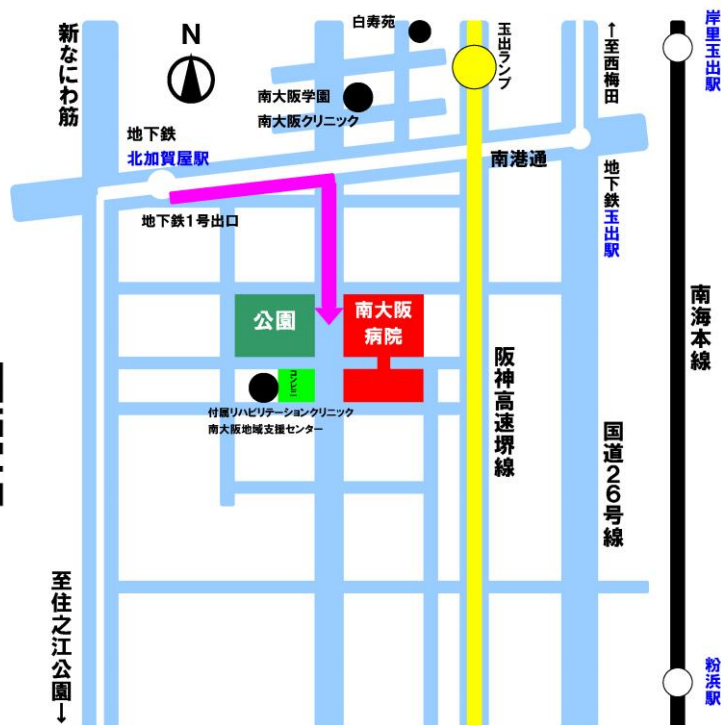 白寿苑
玉出ランプ
↑至西梅田
岸里玉出駅
新なにわ筋
N
南大阪学園
南大阪クリニック
地下鉄
北加賀屋駅
南港通
地下鉄玉出駅
地下鉄1号出口
南海本線
公園
南大阪
病院
阪神高速堺線
付属リハビリテーションクリニック
南大阪地域支援センター
国道26号線
至住之江公園↓
粉浜駅